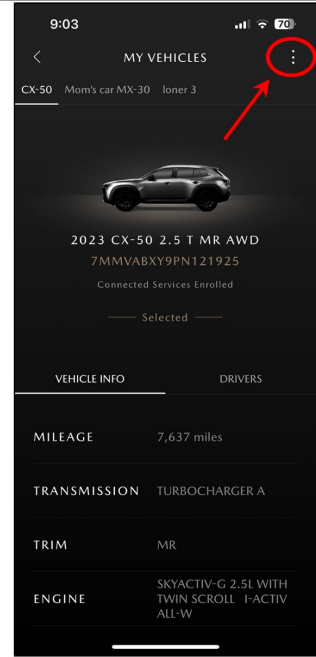 9:03
70
MY VEHICLES
CX-50 Mom's car MX-30 loner 3
2023 CX-50 2.5 T MR AWD
7MMVABXY9PN121925
Connected Services Enrolled
Selected
VEHICLE INFO DRIVERS
MILEAGE 7,637 miles
TRANSMISSION TURBOCHARGER A
TRIM MR
SKYACTIV-G 2.5L WITH
ENGINE TWIN SCROLL I-ACTIV
ALL-W